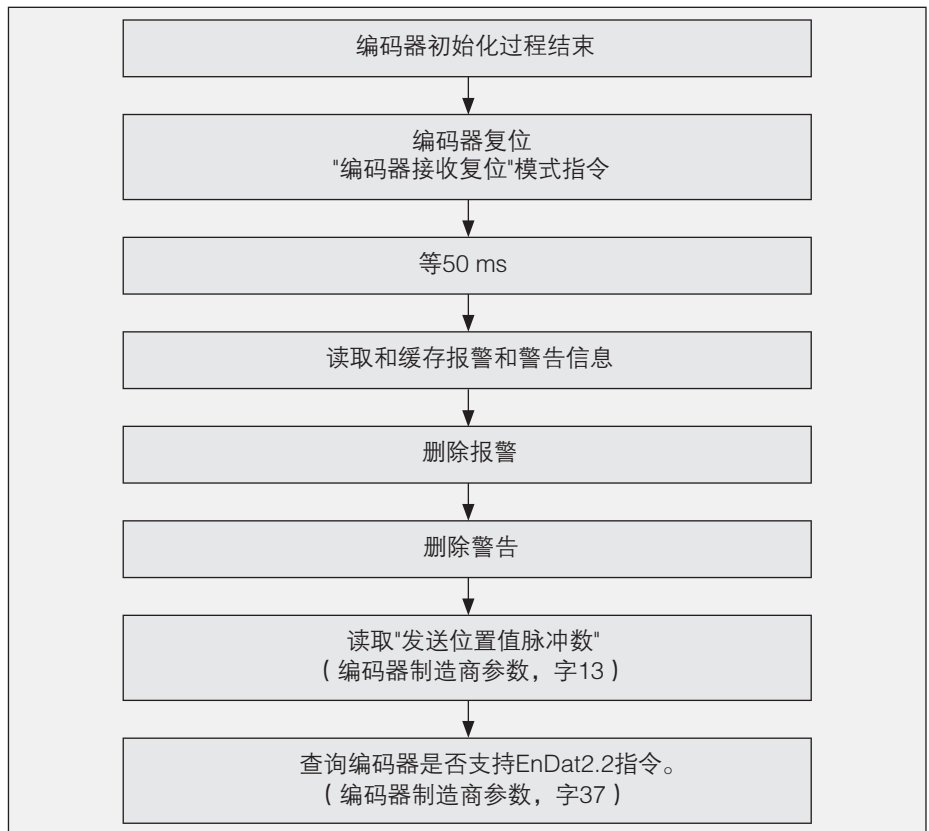 编码器初始化过程结束
编码器复位
"编码器接收复位"模式指令
等50 ms
读取和缓存报警和警告信息
删除报警
删除警告
读取"发送位置值脉冲数"
（编码器制造商参数，字13）
查询编码器是否支持EnDat2.2指令。
（编码器制造商参数，字37）